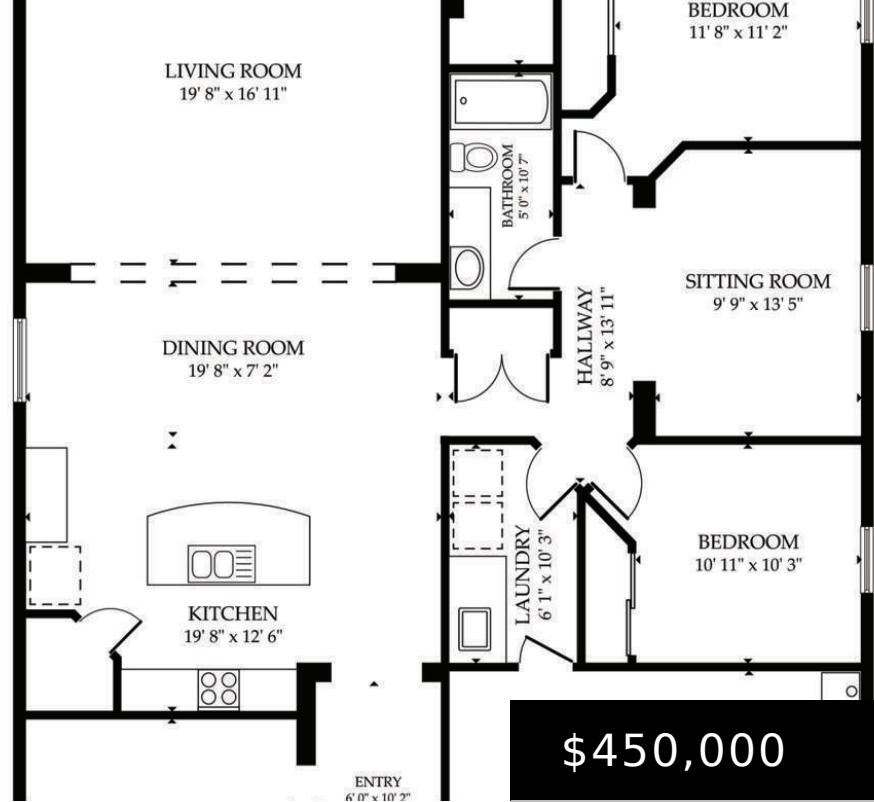 BEDROOM
11' 8" x 11' 2"
LIVING ROOM
19' 8" x 16' 11"
BATHROOM
5' 0" x 10' 7"
SITTING ROOM
9' 9" x 13' 5"
HALLWAY
8' 9" x 13' 11"
DINING ROOM
19' 8" x 7' 2"
LAUNDRY
6' 1" x 10' 3"
BEDROOM
10' 11" x 10' 3"
KITCHEN
19' 8" x 12' 6"
$450,000
ENTRY
6' 0" x 10' 2"